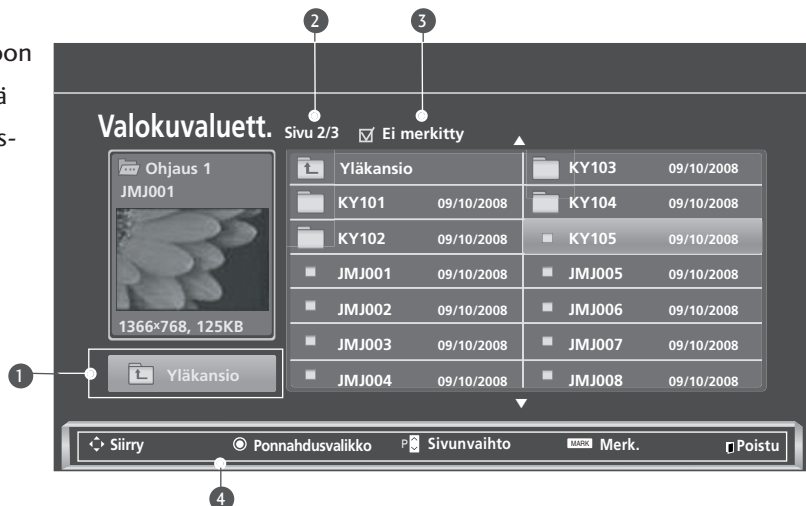 2 3
oon
ä
s-
Valokuvaluett. Sivu 2/3 Ei merkitty
Ohjaus 1
JMJ001
1366×768, 125KB
Yläkansio
Yläkansio
KY101 09/10/2008
KY102 09/10/2008
JMJ001 09/10/2008
JMJ002 09/10/2008
JMJ003 09/10/2008
JMJ004 09/10/2008
KY103 09/10/2008
KY104 09/10/2008
KY105 09/10/2008
JMJ005 09/10/2008
JMJ006 09/10/2008
JMJ007 09/10/2008
JMJ008 09/10/2008
1
Siirry Ponnahdusvalikko P Sivunvaihto MARK Merk. Poistu
4